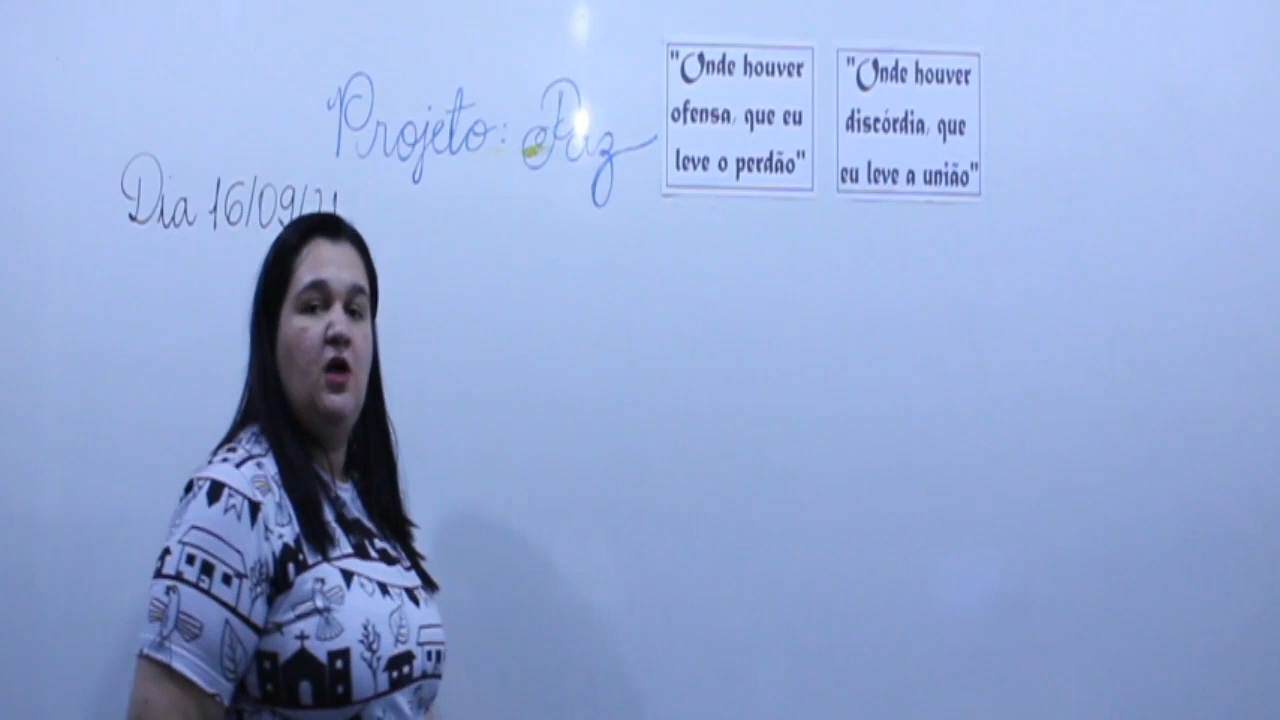 Projeto: Paz
Dia 16/09/21
"Onde houver
ofensa, que eu
leve o perdão"
"Onde houver
discórdia, que
eu leve a união"